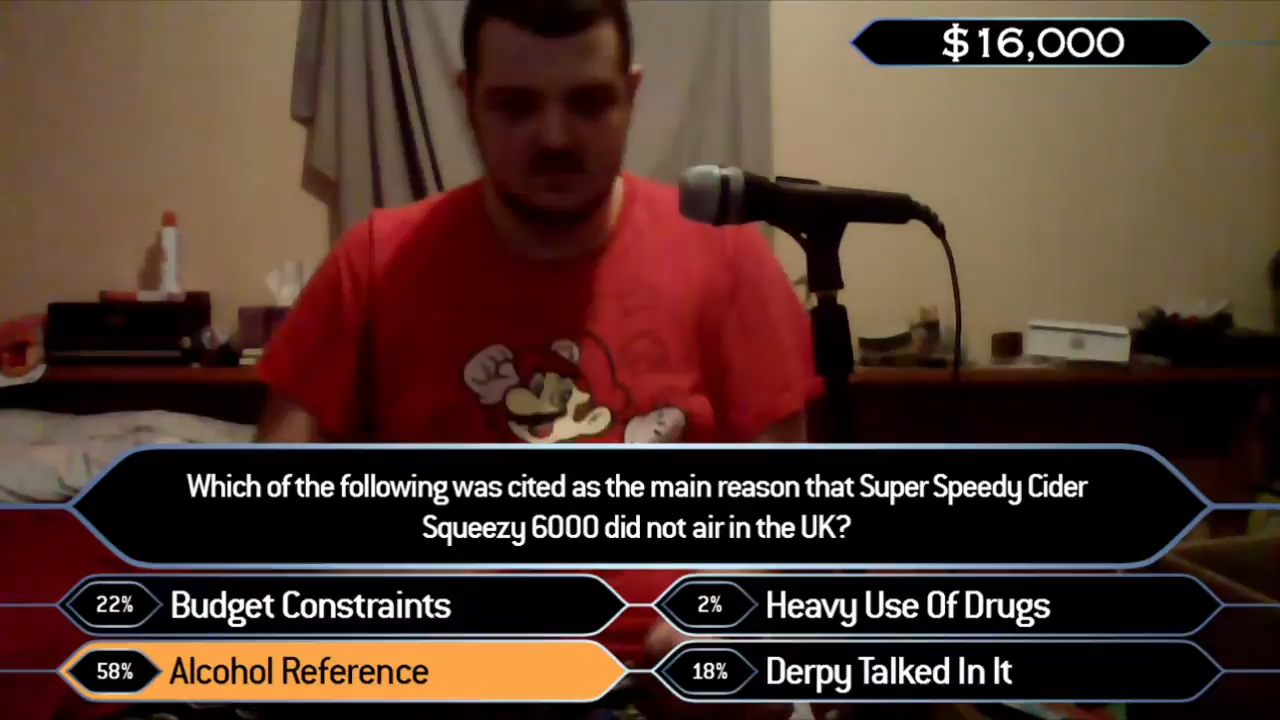 $16,000
Which of the following was cited as the main reason that Super Speedy Cider
Squeezy 6000 did not air in the UK?
22% Budget Constraints
2% Heavy Use Of Drugs
58% Alcohol Reference
18% Derpy Talked In It